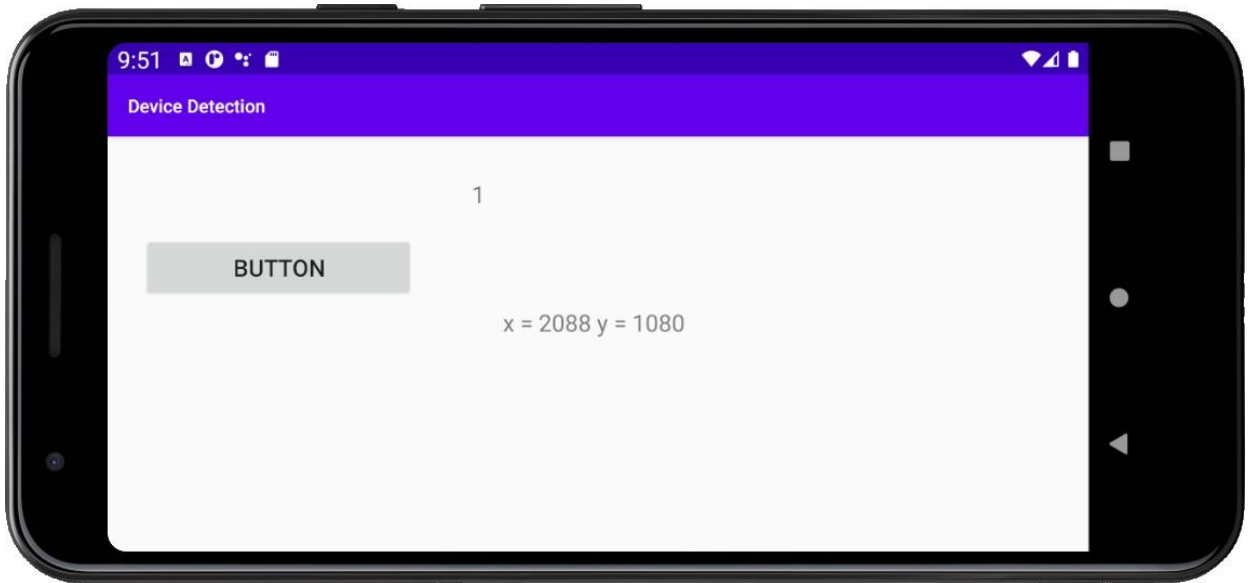 9:51
Device Detection
1
BUTTON
x = 2088 y = 1080